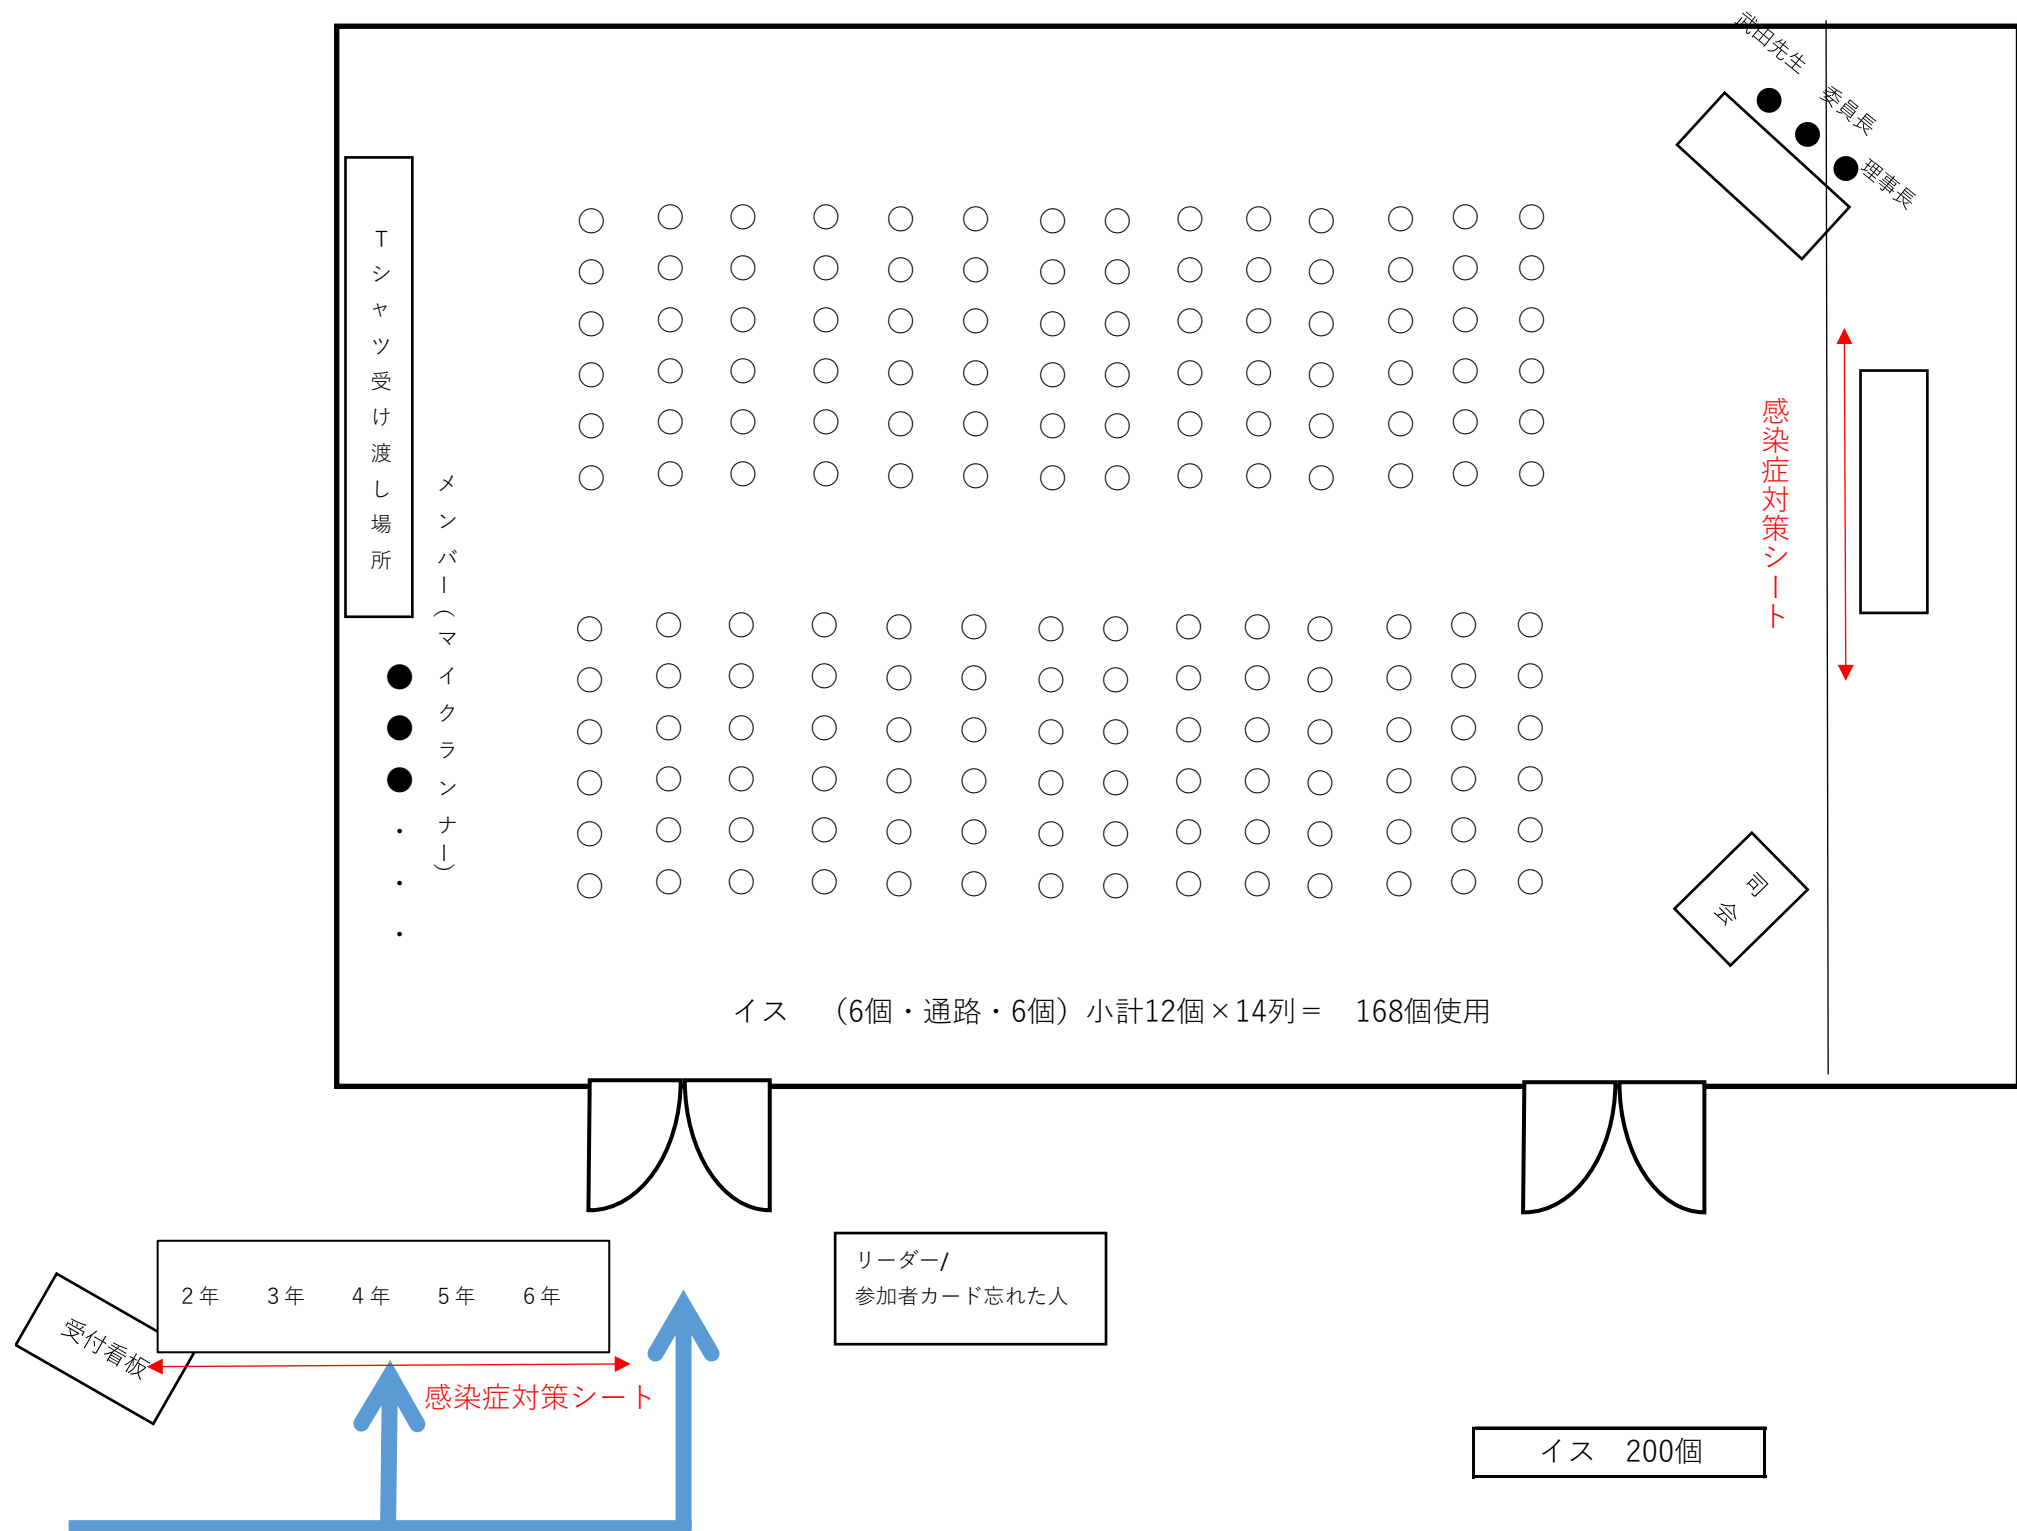 武田先生
委員長
理事長
Tシャツ受け渡し場所
メンバー(マイクランナー)
感染症対策シート
司会
イス　（6個・通路・6個）小計12個×14列＝　168個使用
リーダー/
参加者カード忘れた人
2年　3年　4年　5年　6年
受付看板
感染症対策シート
イス　200個